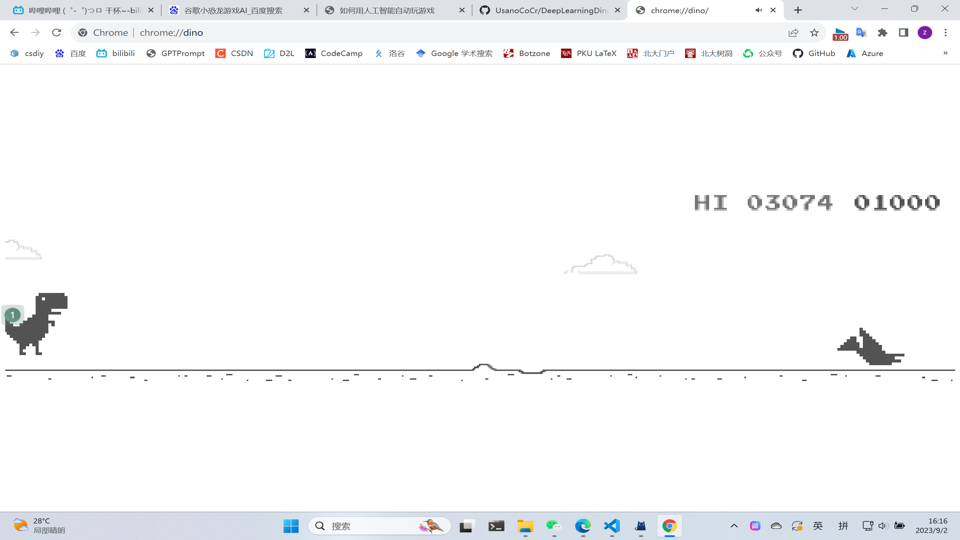 哔哩哔哩 (゜-゜)つロ 干杯~-bili
谷歌小恐龙游戏AI_百度搜索
如何用人工智能自动玩游戏
UsanoCoCr/DeepLearningDino
chrome://dino/
Chrome | chrome://dino
1.00
z
csdiy
百度
bilibili
GPTPrompt
CSDN
D2L
CodeCamp
洛谷
Google 学术搜索
Botzone
PKU LaTeX
北大门户
北大树洞
公众号
GitHub
Azure
»
HI 03074 01000
1
28°C
局部晴朗
搜索
英
拼
16:16
2023/9/2